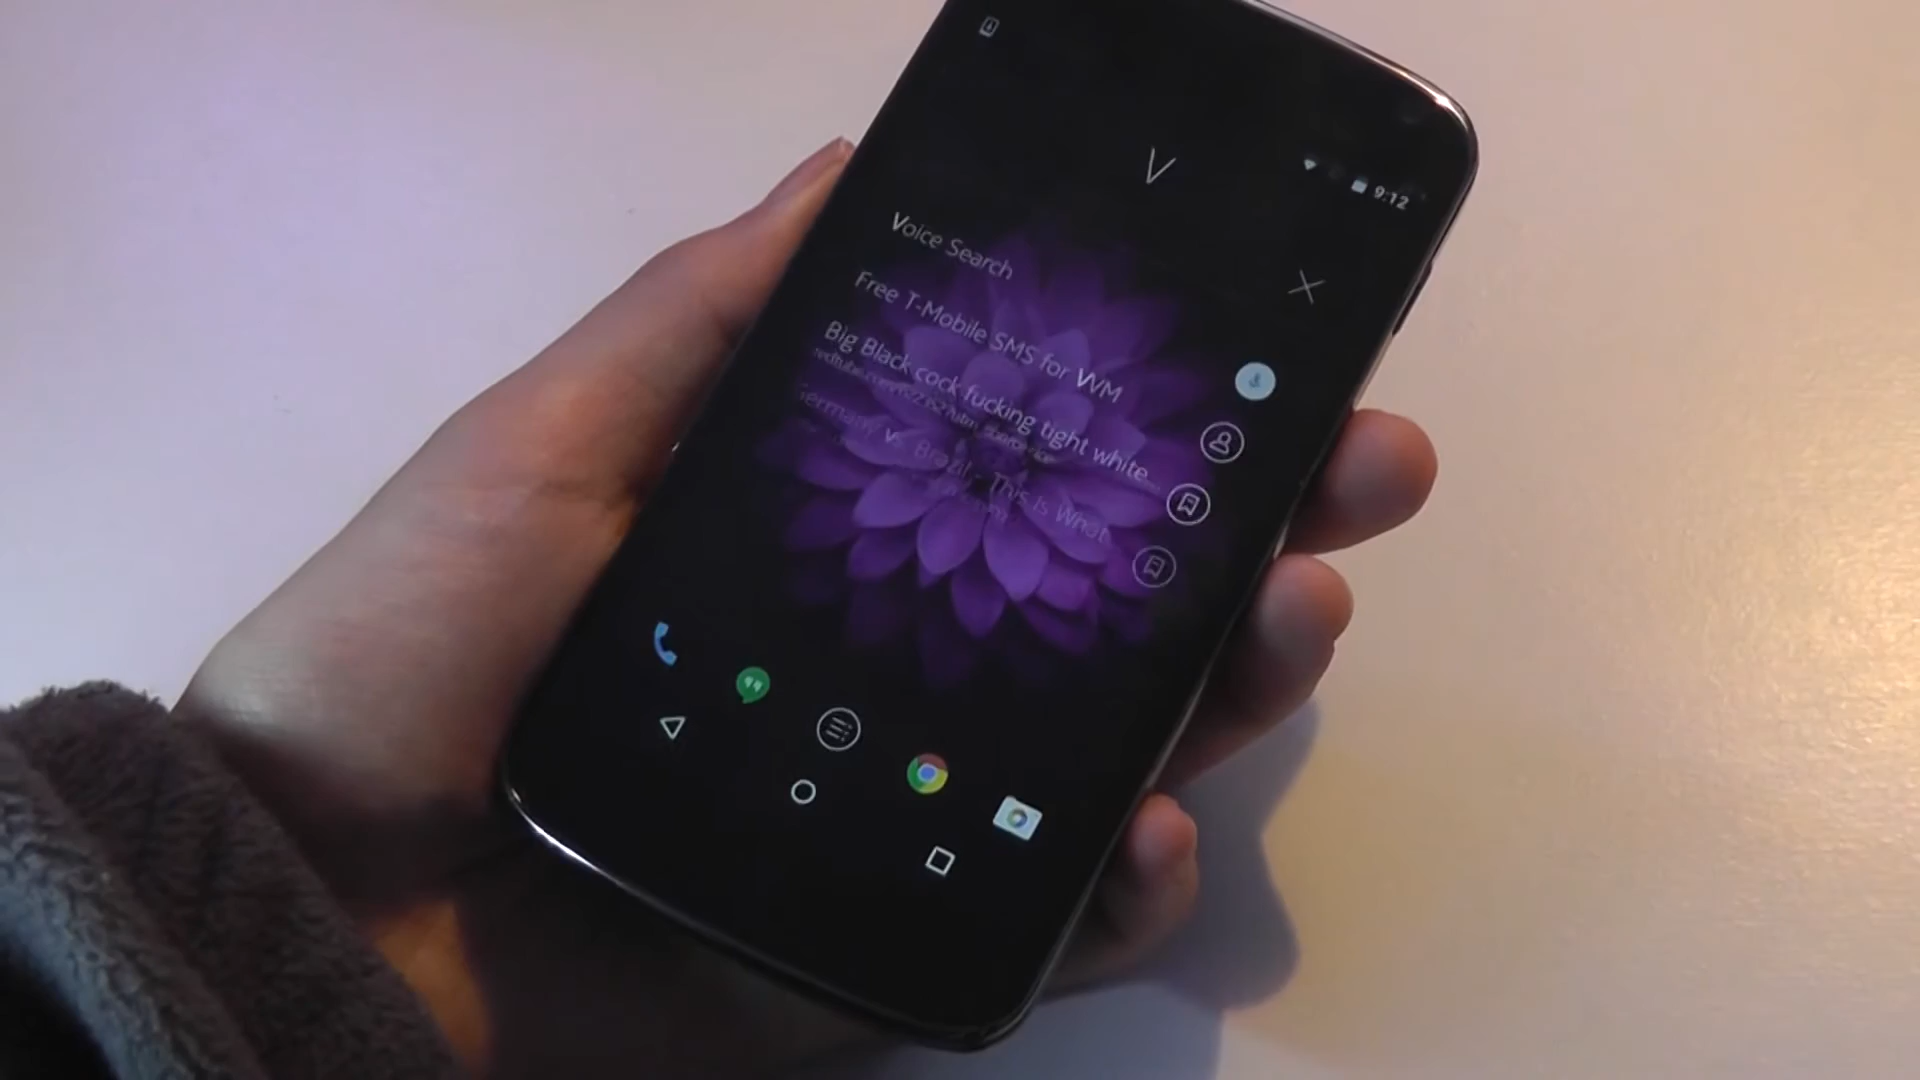 9:12
V
Voice Search
Free T-Mobile SMS for VVM
Big Black cock fucking tight white...
Germany vs. Brazil - This Is What